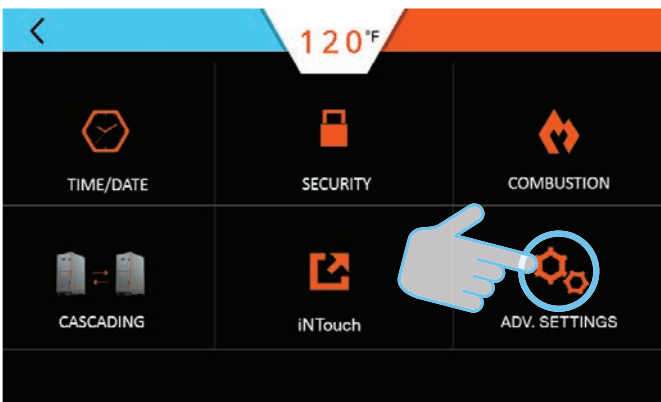 120°F
TIME/DATE
SECURITY
COMBUSTION
CASCADING
iNTouch
ADV. SETTINGS